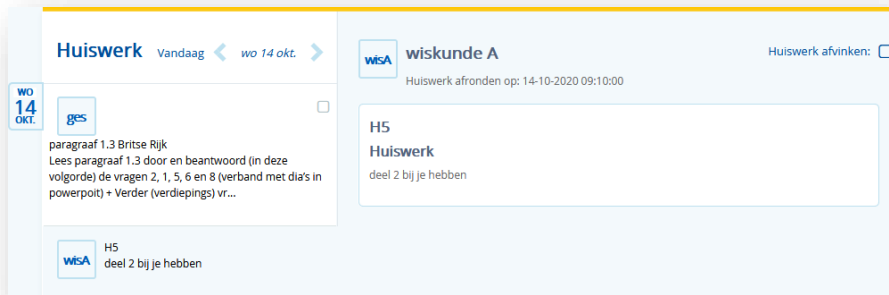 Huiswerk Vandaag wo 14 okt.
WO
14
OKT.
ges
paragraaf 1.3 Britse Rijk
Lees paragraaf 1.3 door en beantwoord (in deze
volgorde) de vragen 2, 1, 5, 6 en 8 (verband met dia's in
powerpoit) + Verder (verdiepings) vr...
wisA
H5
deel 2 bij je hebben
wisA
wiskunde A
Huiswerk afvinken:
Huiswerk afronden op: 14-10-2020 09:10:00
H5
Huiswerk
deel 2 bij je hebben